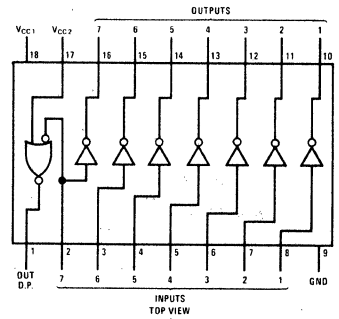 OUTPUTS
VCC1 VCC2 7 6 5 4 3 2 1
18 17 16 15 14 13 12 11 10
1 2 3 4 5 6 7 8 9
OUT D.P. 7 6 5 4 3 2 1 GND
INPUTS
TOP VIEW